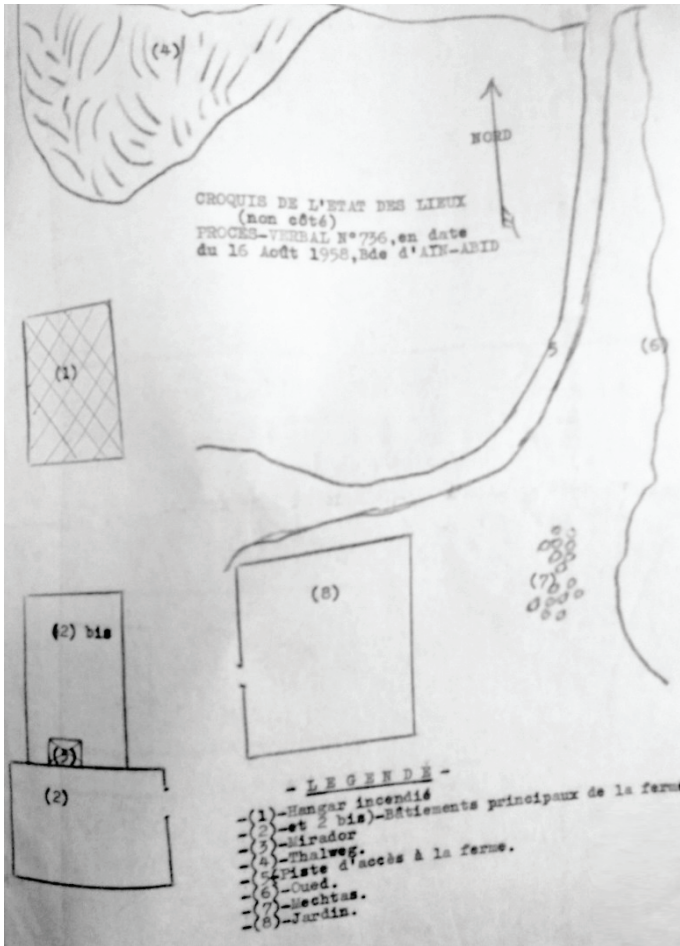 (4)
NORD
CROQUIS DE L'ETAT DES LIEUX
(non côté)
PROCES-VERBAL N°736,en date
du 16 Août 1958,Bde d'AIN-ABID
(1)
5
(6)
(7)
(8)
(2) bis
(3)
(2)
- LEGENDE -
-(1)-Hangar incendié
-(2)-et 2 bis)-Bâtiements principaux de la ferme
-(3)-Mirador
-(4)-Thalweg.
-(5)Piste d'accès à la ferme.
-(6)-Oued.
-(7)-Mechtas.
-(8)-Jardin.